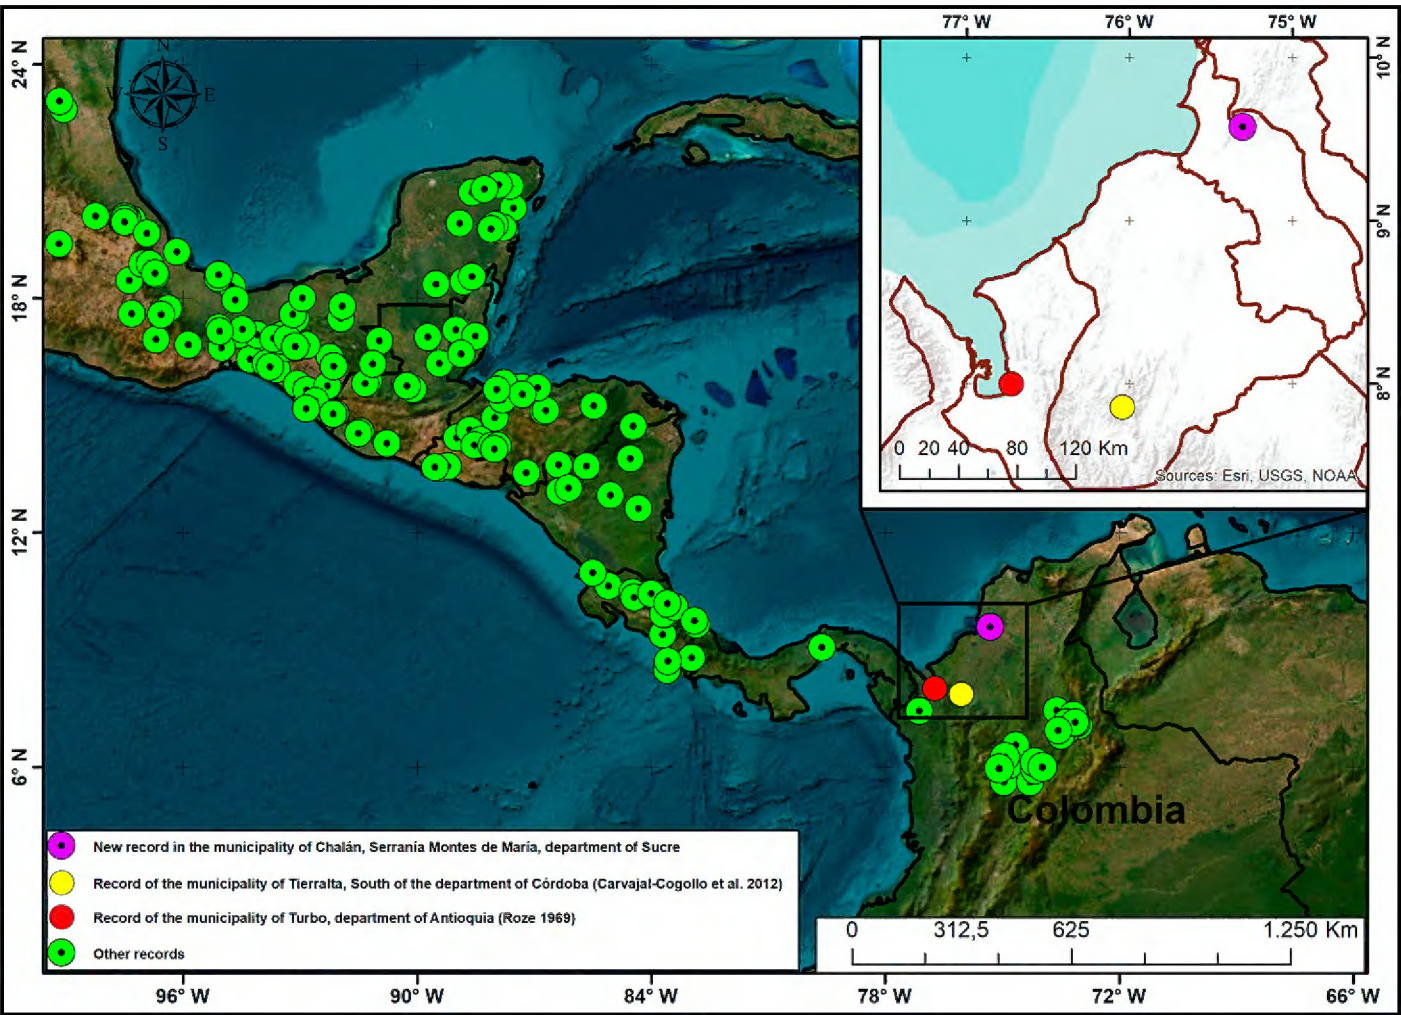 77° W
76° W
75° W
24° N
18° N
12° N
6° N
N
W
E
S
10° N
9° N
8° N
0 20 40 80 120 Km
Sources: Esri, USGS, NOAA
Colombia
New record in the municipality of Chalán, Serranía Montes de María, department of Sucre
Record of the municipality of Tierralta, South of the department of Córdoba (Carvajal-Cogollo et al. 2012)
Record of the municipality of Turbo, department of Antioquia (Roze 1969)
Other records
0 312,5 625 1.250 Km
96° W
90° W
84° W
78° W
72° W
66° W